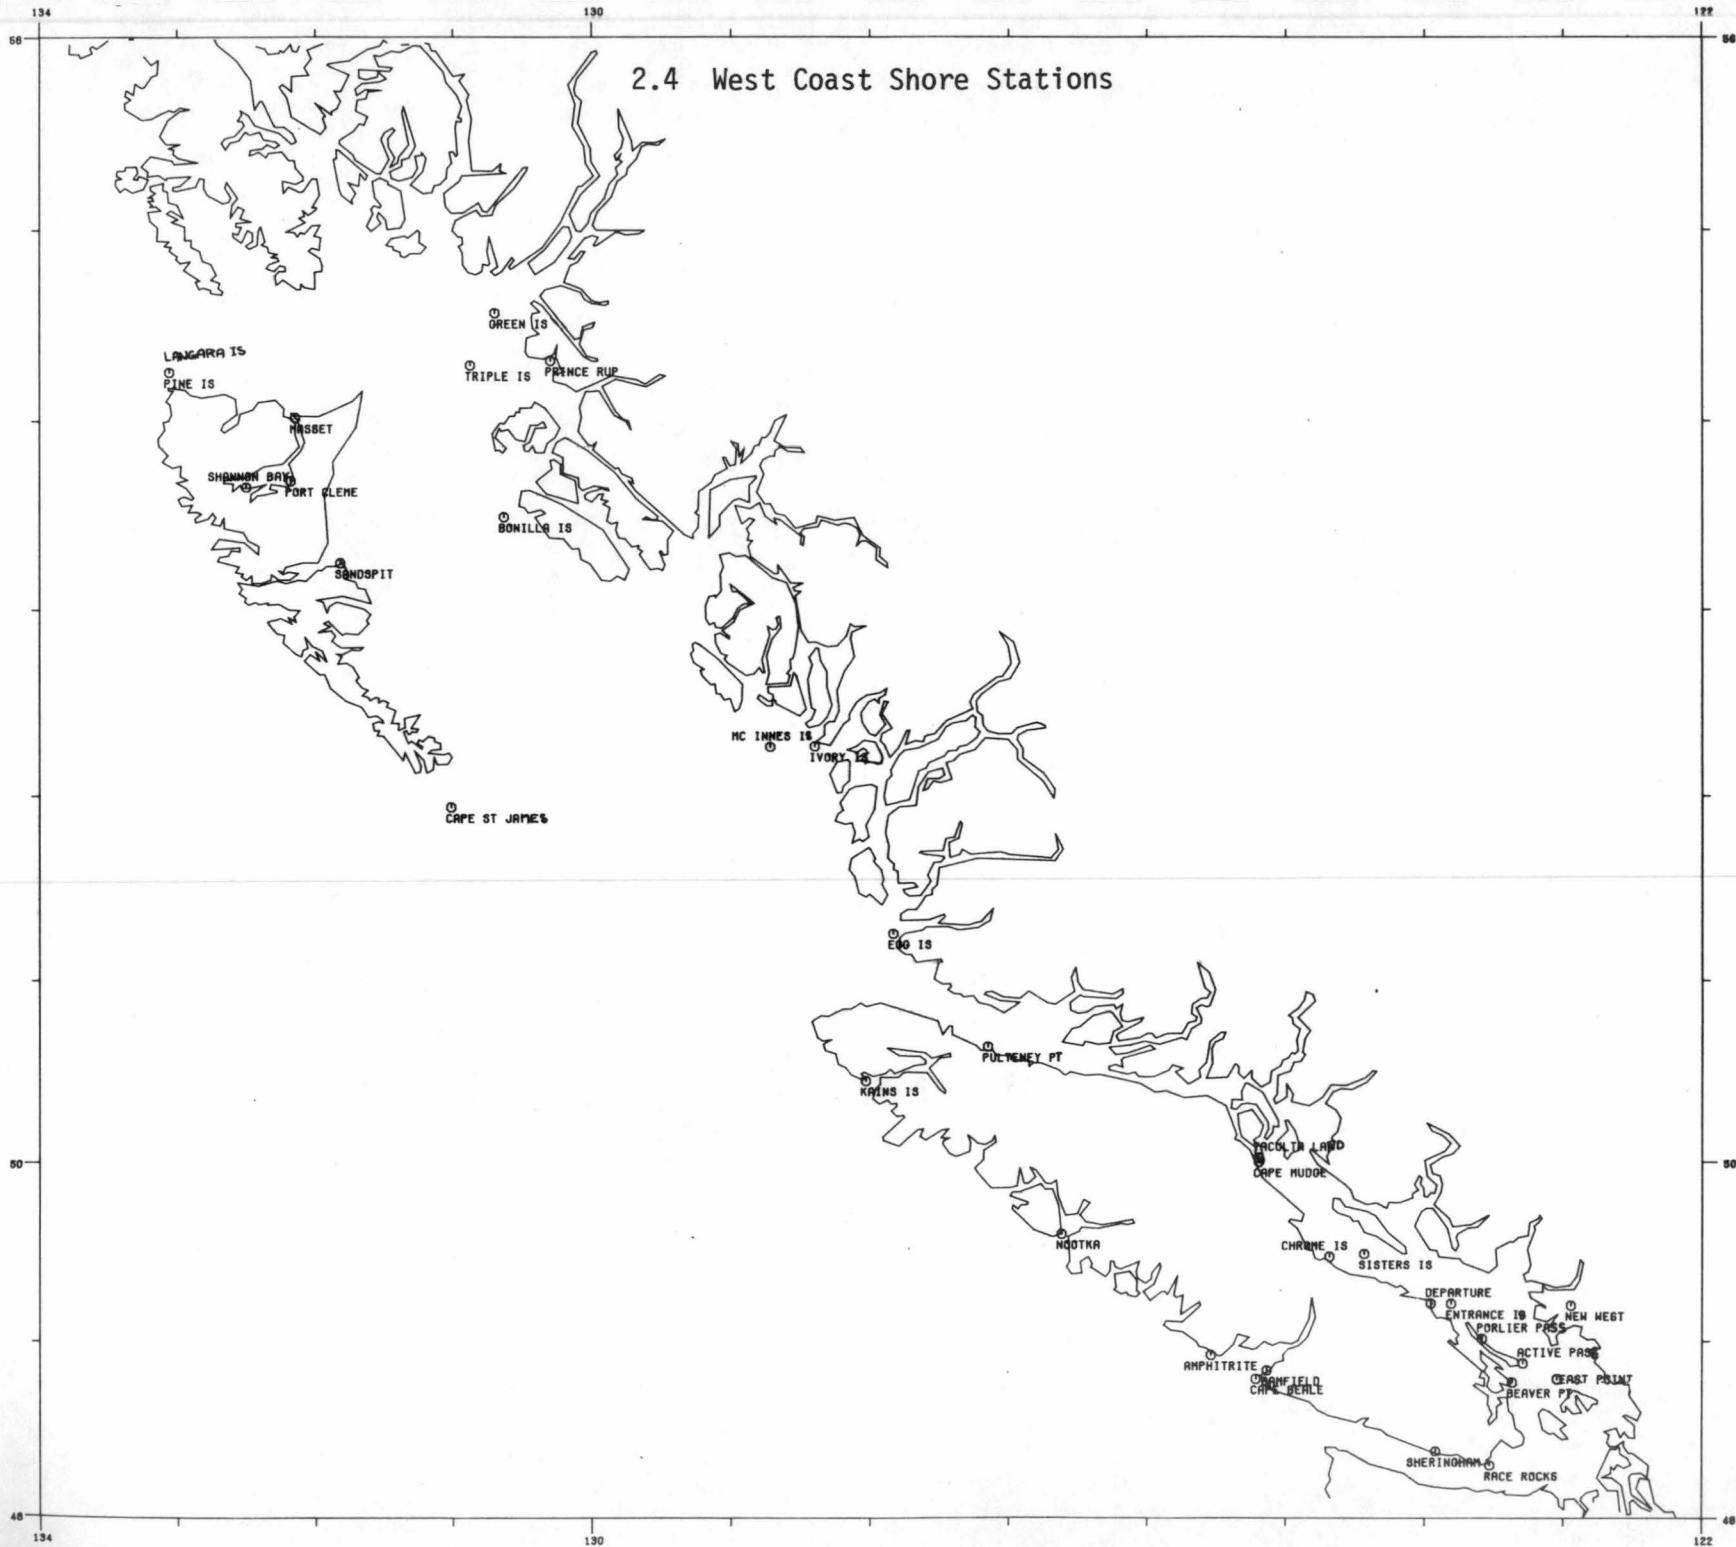 134
130
122
56
2.4 West Coast Shore Stations
GREEN IS
LANGARA IS
TRIPLE IS
PRINCE RUP
PINE IS
MASSET
SHANNON BAY
PORT CLEME
BONILLA IS
SANDSPIT
MC INNES IS
IVORY IS
CAPE ST JAMES
EGG IS
PULTENEY PT
KAINS IS
YACULTA LAND
50
50
CAPE MUDGE
NOOTKA
CHROME IS
SISTERS IS
DEPARTURE
ENTRANCE IS
NEW WEST
PORLIER PASS
ACTIVE PASS
AMPHITRITE
BAMFIELD
EAST POINT
CAPE BEALE
BEAVER PT
SHERINGHAM
RACE ROCKS
48
48
134
130
122